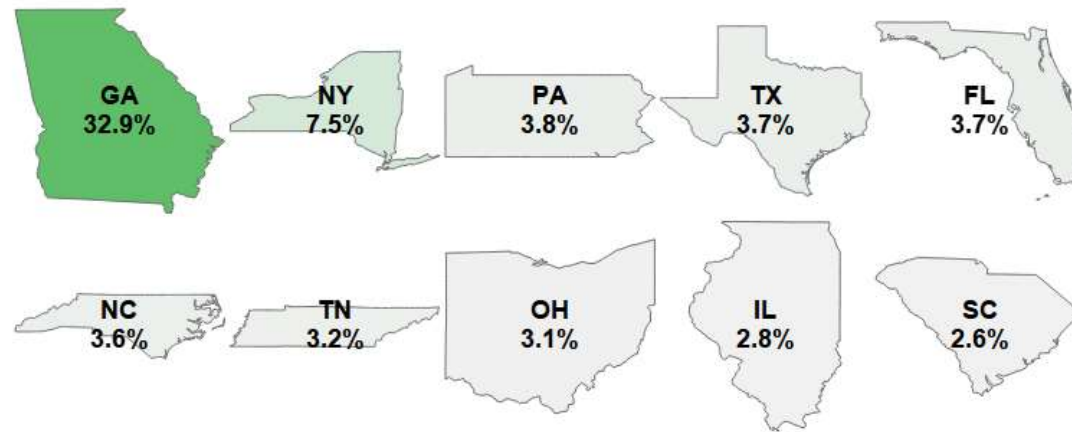 GA
32.9%
NY
7.5%
PA
3.8%
TX
3.7%
FL
3.7%
NC
3.6%
TN
3.2%
OH
3.1%
IL
2.8%
SC
2.6%